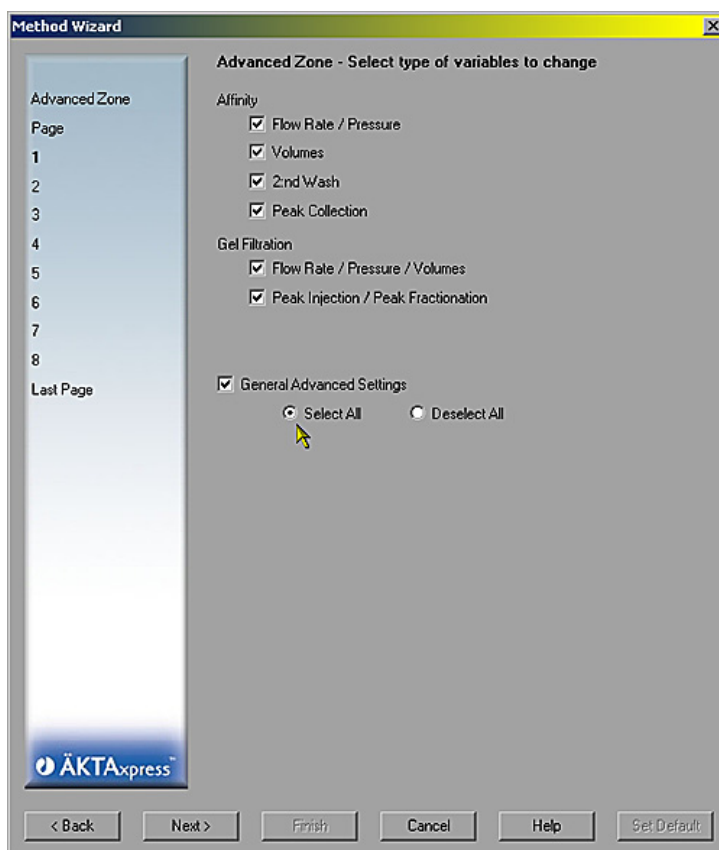 Method Wizard
Advanced Zone
Page
1
2
3
4
5
6
7
8
Last Page
ÄKTAxpress™
Advanced Zone - Select type of variables to change
Affinity
Flow Rate / Pressure
Volumes
2:nd Wash
Peak Collection
Gel Filtration
Flow Rate / Pressure / Volumes
Peak Injection / Peak Fractionation
General Advanced Settings
Select All Deselect All
< Back Next > Finish Cancel Help Set Default